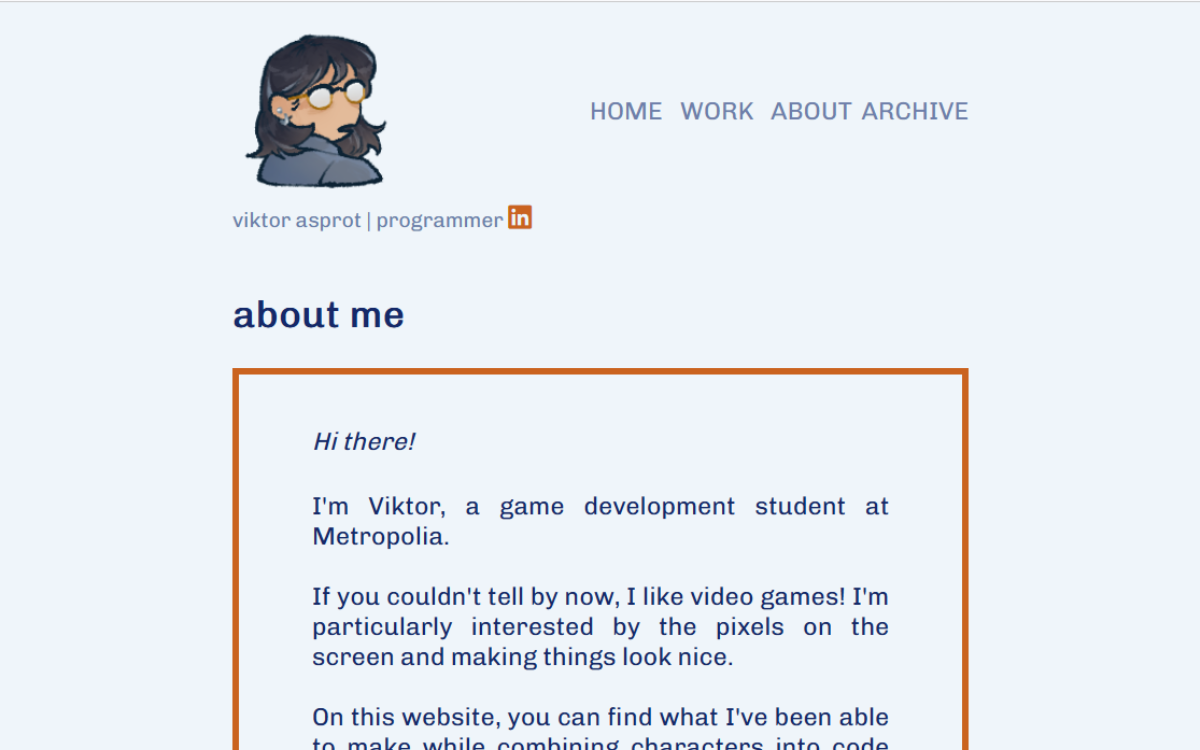 HOME WORK ABOUT ARCHIVE
viktor asprot | programmer in
about me
Hi there!
I'm Viktor, a game development student at
Metropolia.
If you couldn't tell by now, I like video games! I'm
particularly interested by the pixels on the
screen and making things look nice.
On this website, you can find what I've been able
to make while combining characters into code